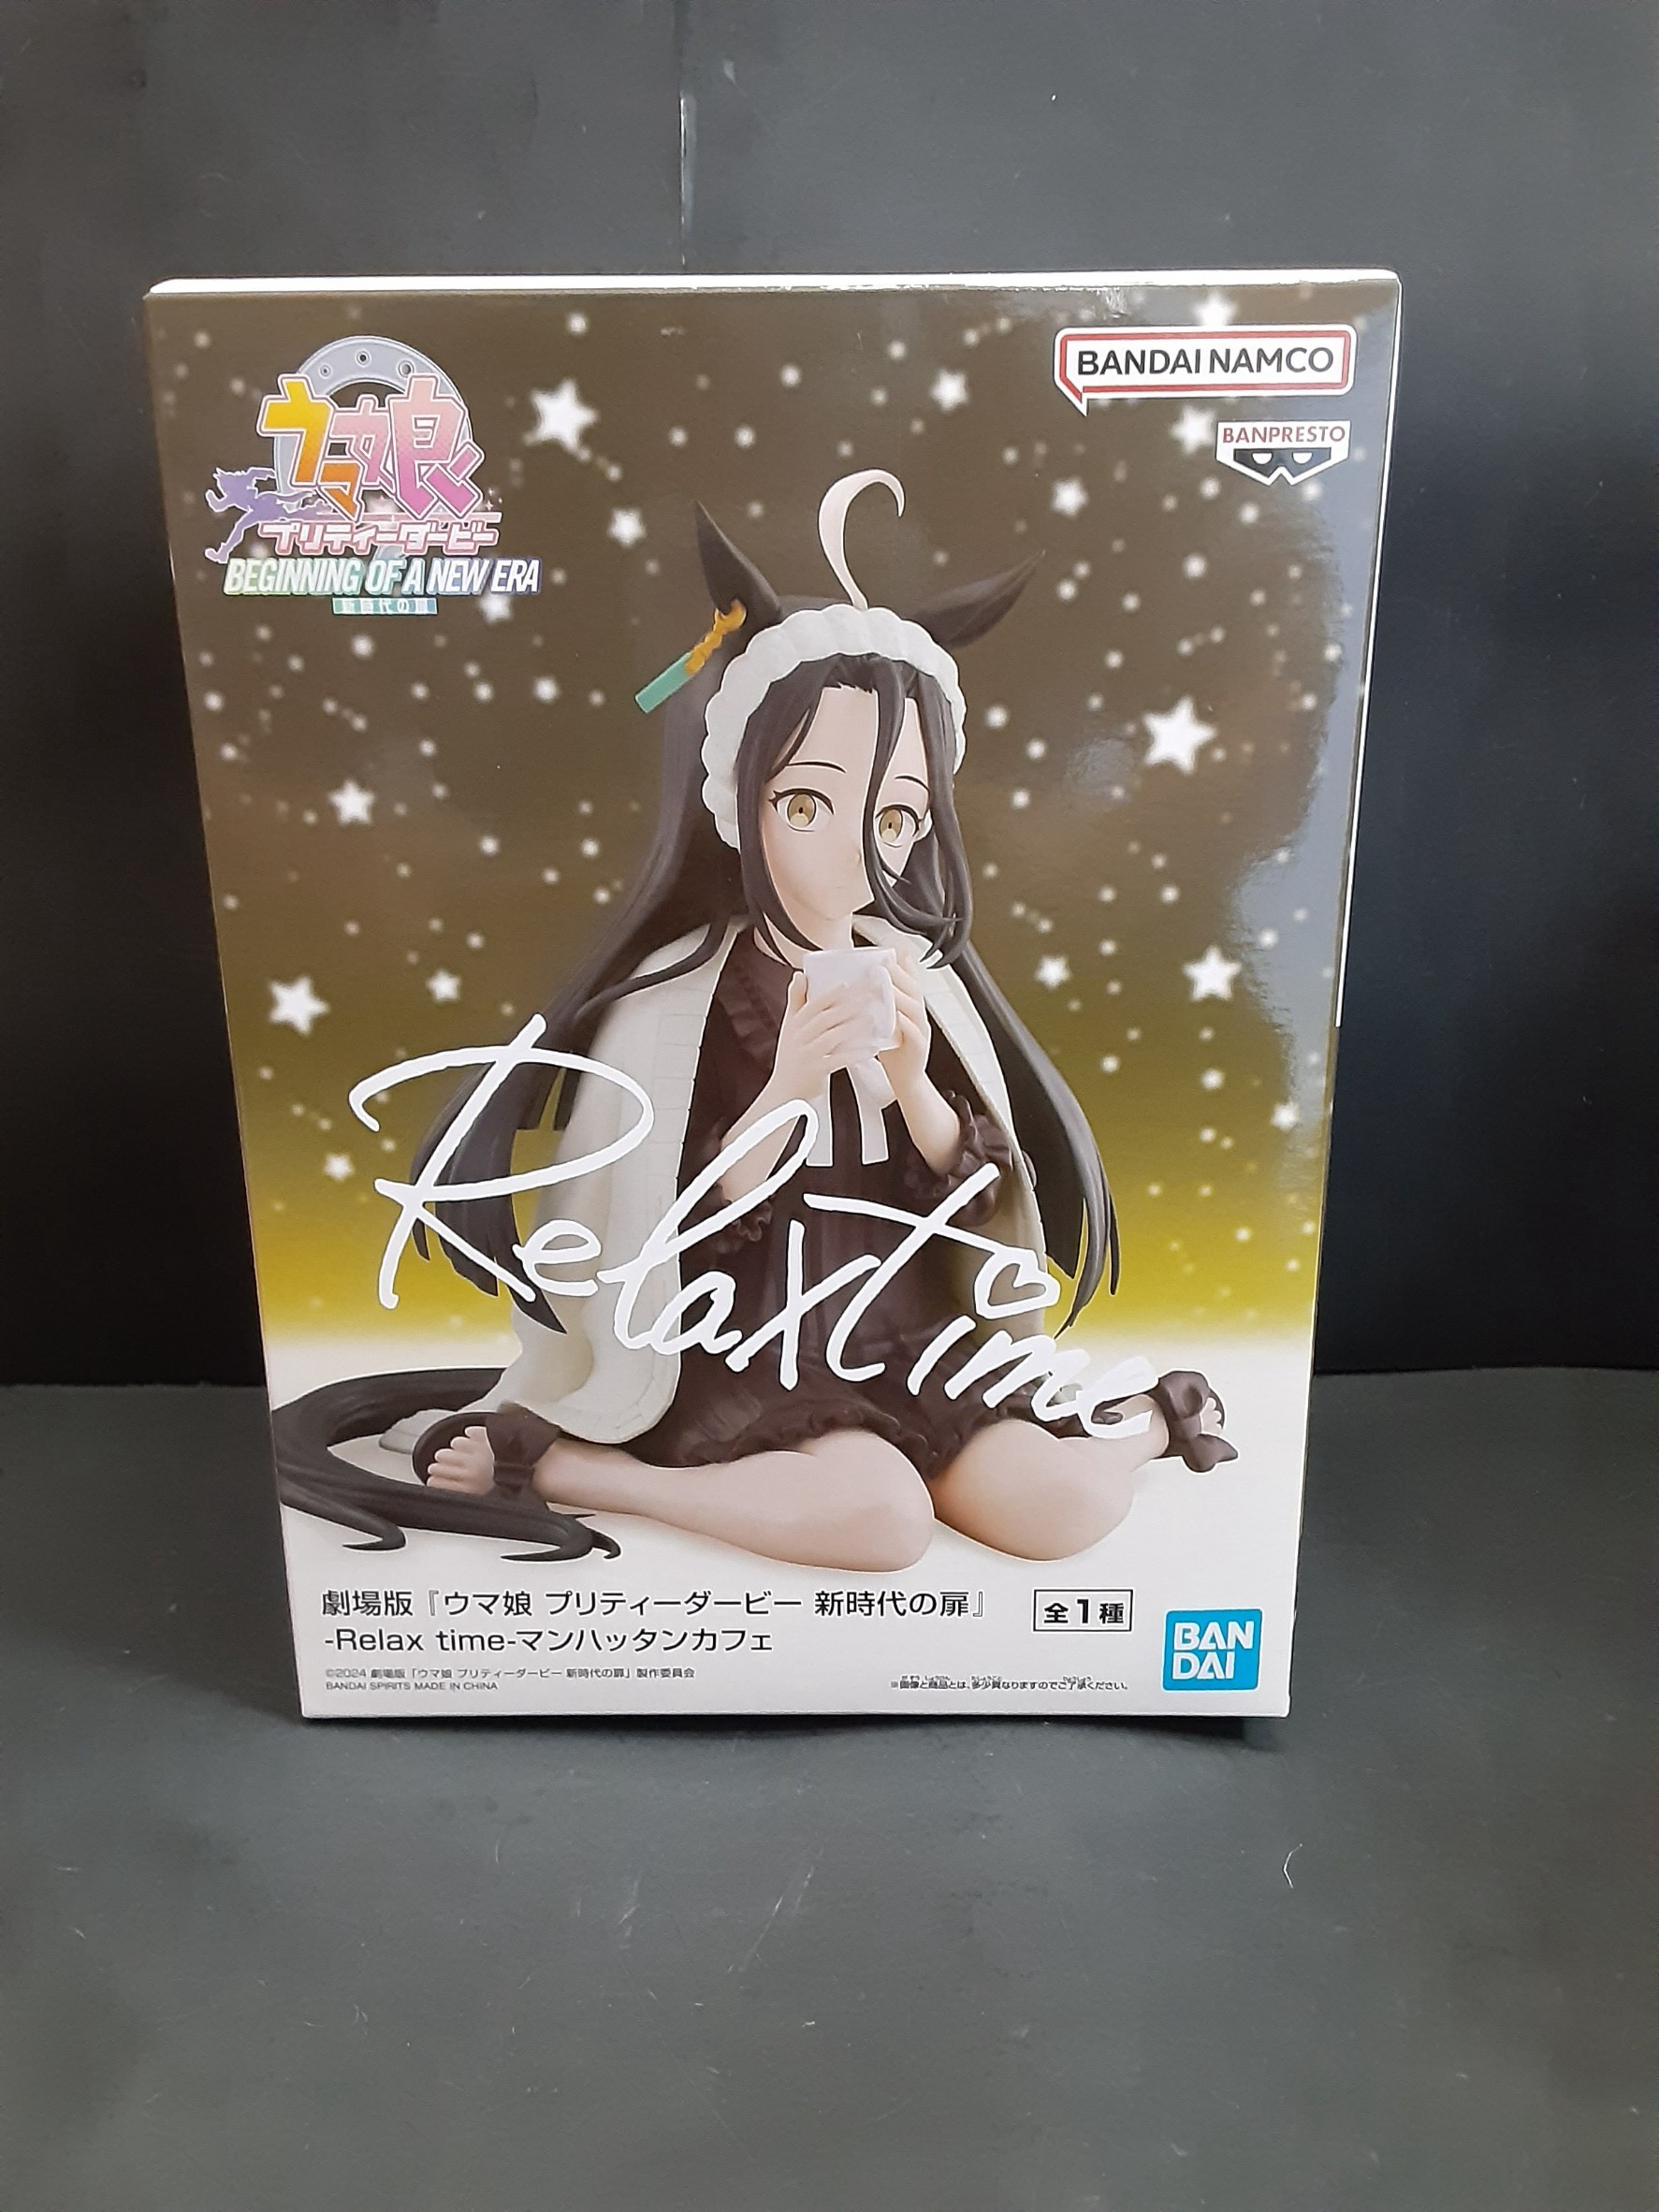 ウマ娘
プリティーダービー
BEGINNING OF A NEW ERA
新時代の扉
BANDAI NAMCO
BANPRESTO
Relax time
劇場版『ウマ娘 プリティーダービー 新時代の扉』
-Relax time-マンハッタンカフェ
全1種
©2024 劇場版「ウマ娘 プリティーダービー 新時代の扉」製作委員会
BANDAI SPIRITS MADE IN CHINA
※画像と商品とは、多少異なりますのでご了承ください。
BAN
DAI